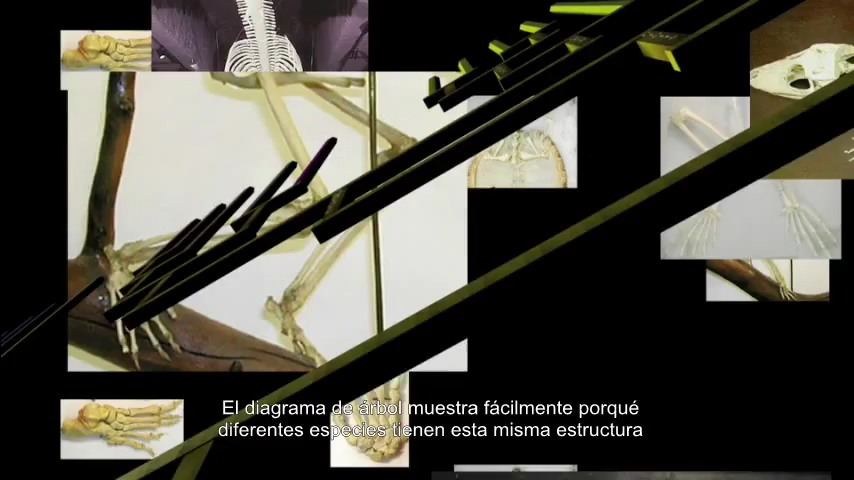 El diagrama de árbol muestra fácilmente porqué
diferentes especies tienen esta misma estructura